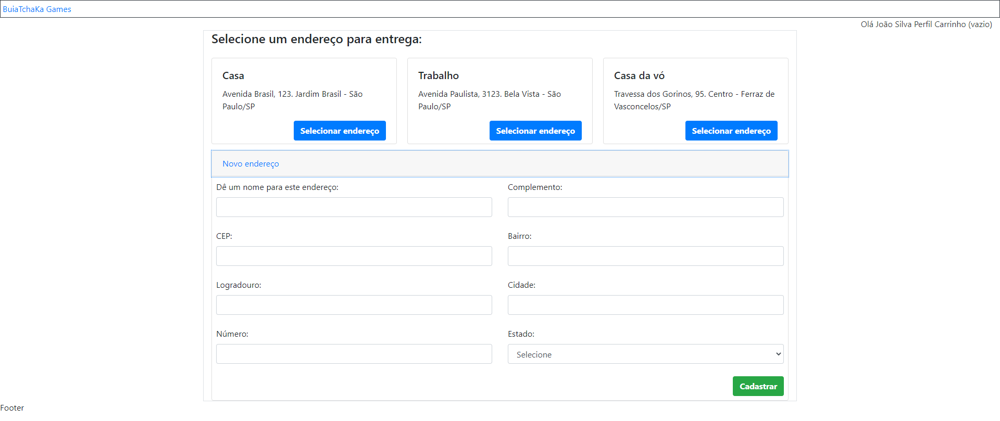 BuiaTchaKa Games
Olá João Silva Perfil Carrinho (vazio)
Selecione um endereço para entrega:
Casa
Avenida Brasil, 123. Jardim Brasil - São
Paulo/SP
Selecionar endereço
Trabalho
Avenida Paulista, 3123. Bela Vista - São
Paulo/SP
Selecionar endereço
Casa da vó
Travessa dos Gorinos, 95. Centro - Ferraz de
Vasconcelos/SP
Selecionar endereço
Novo endereço
Dê um nome para este endereço:
Complemento:
CEP:
Bairro:
Logradouro:
Cidade:
Número:
Estado:
Selecione
Cadastrar
Footer